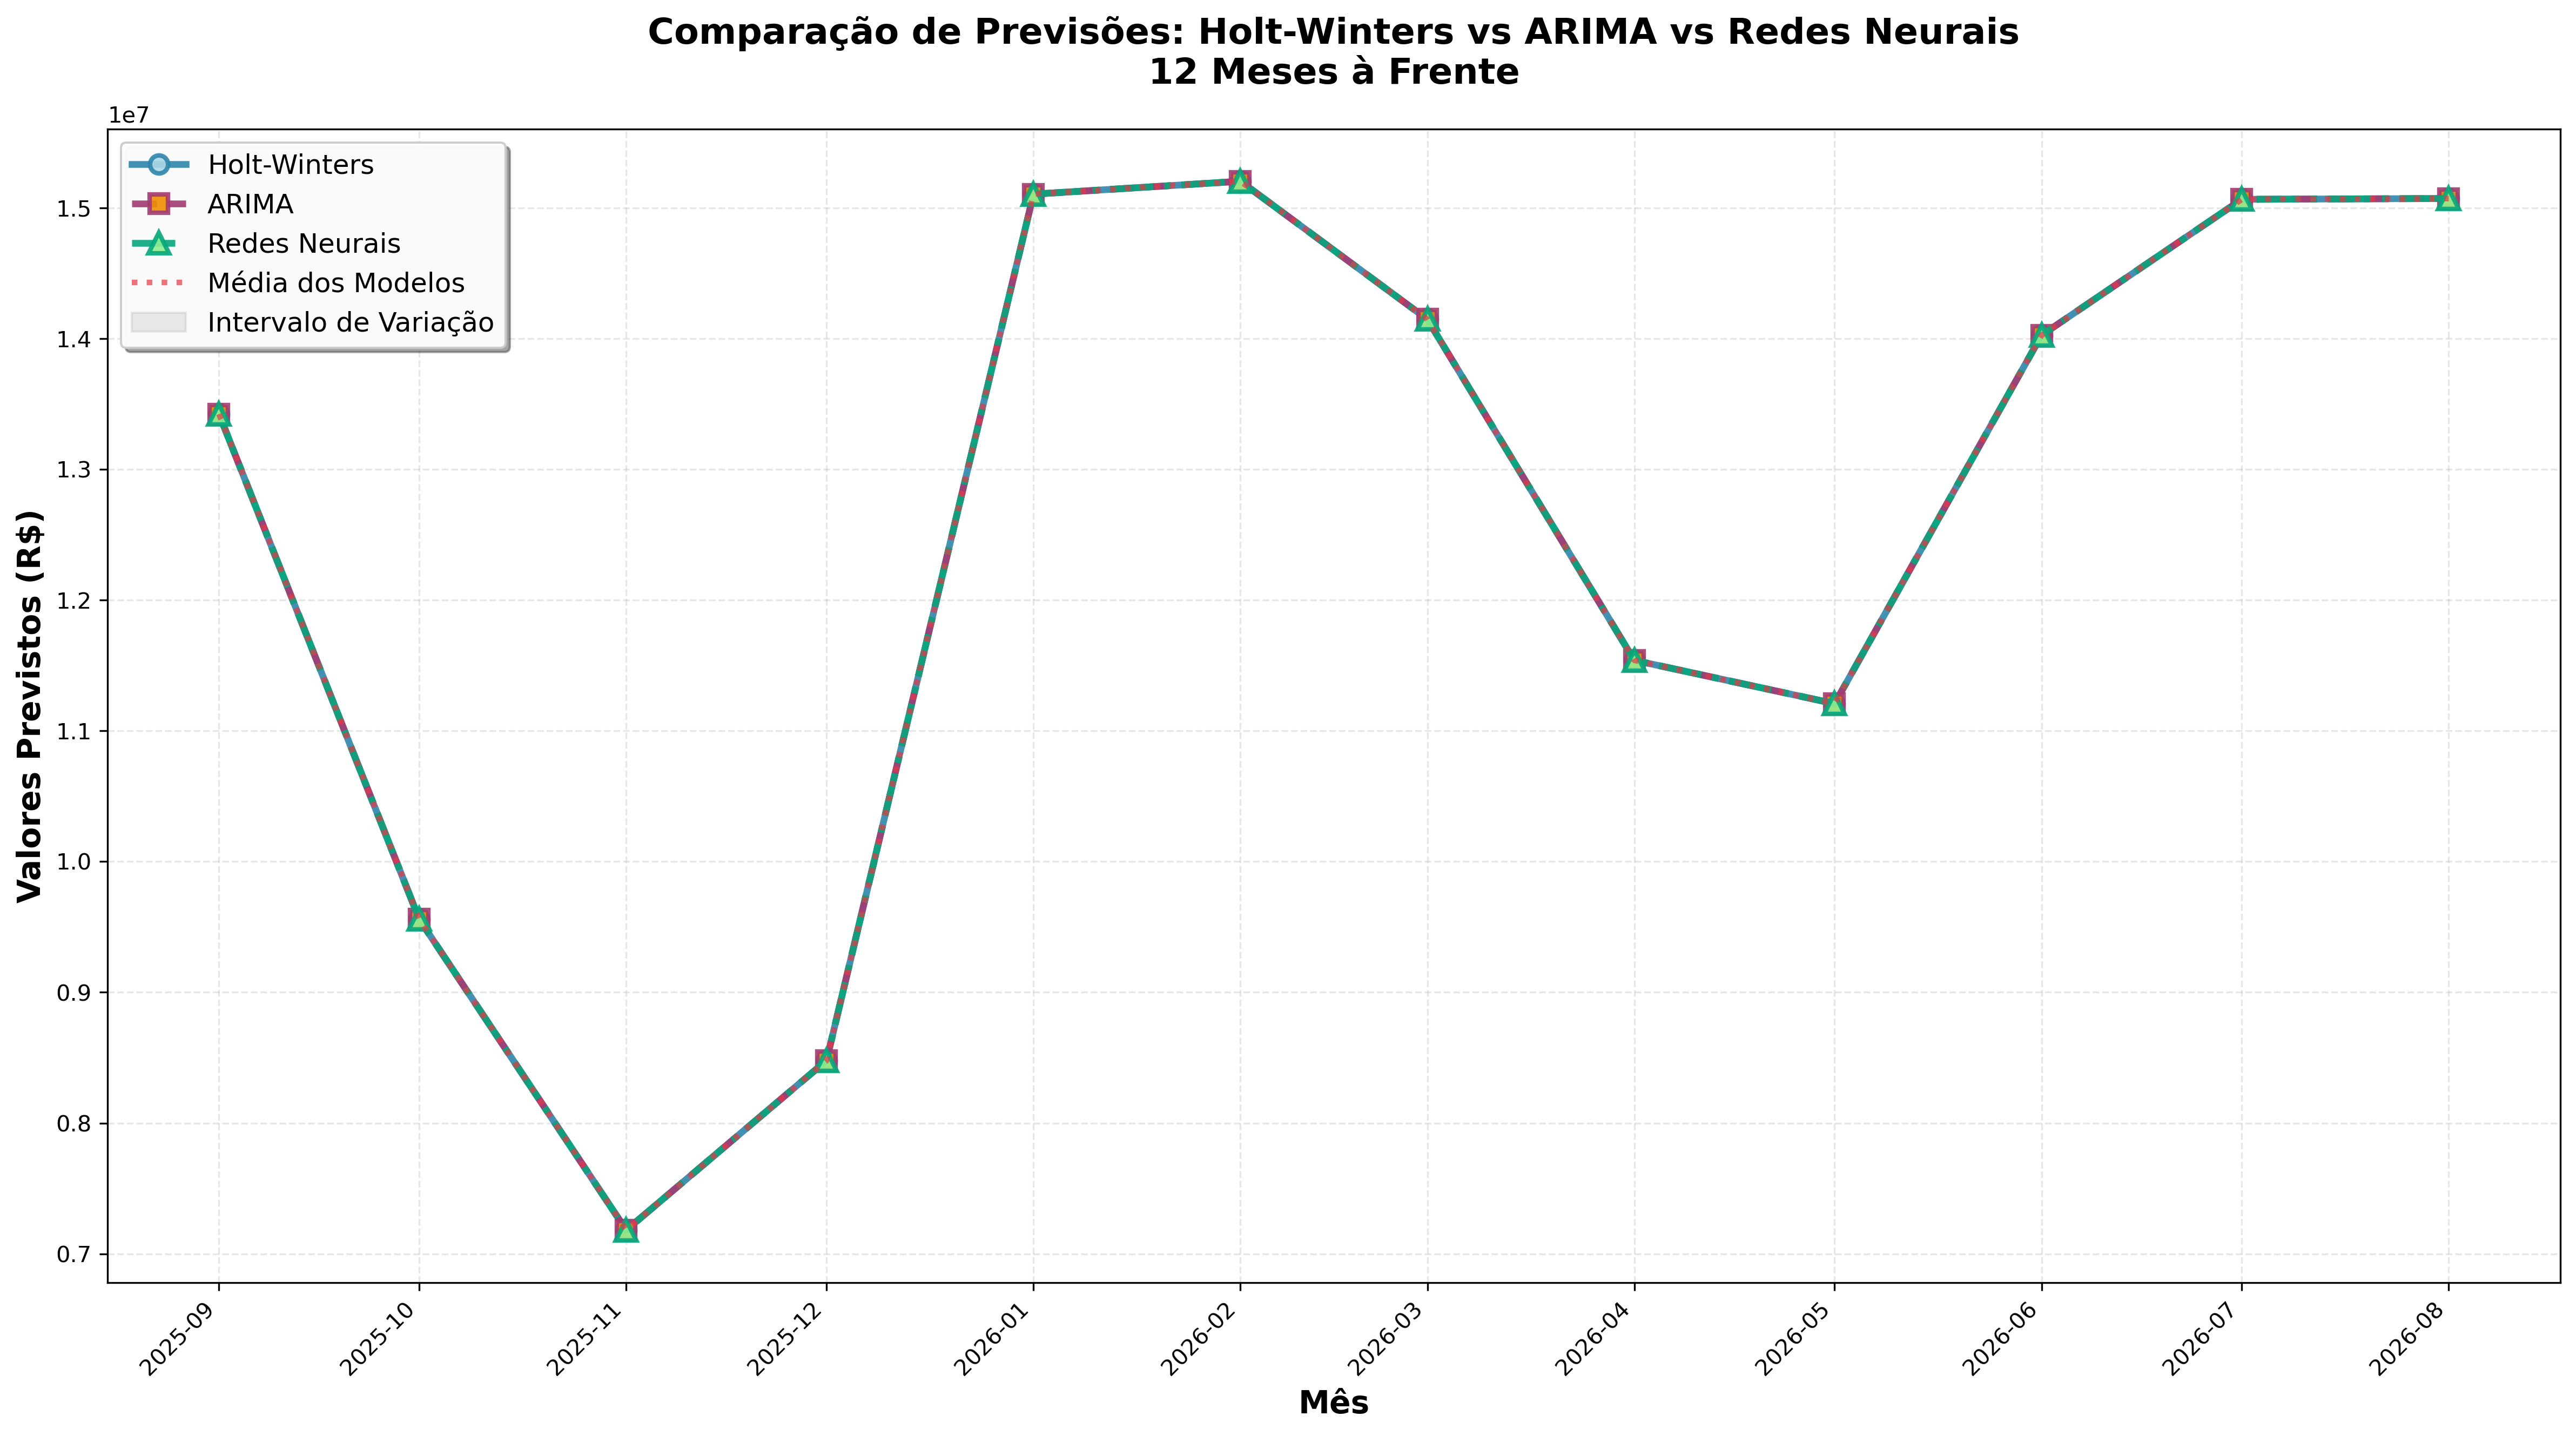 Comparação de Previsões: Holt-Winters vs ARIMA vs Redes Neurais
12 Meses à Frente
1e7
Holt-Winters
ARIMA
Redes Neurais
Média dos Modelos
Intervalo de Variação
1.5
1.4
1.3
1.2
1.1
1.0
0.9
0.8
0.7
Valores Previstos (R$)
2025-09
2025-10
2025-11
2025-12
2026-01
2026-02
2026-03
2026-04
2026-05
2026-06
2026-07
2026-08
Mês